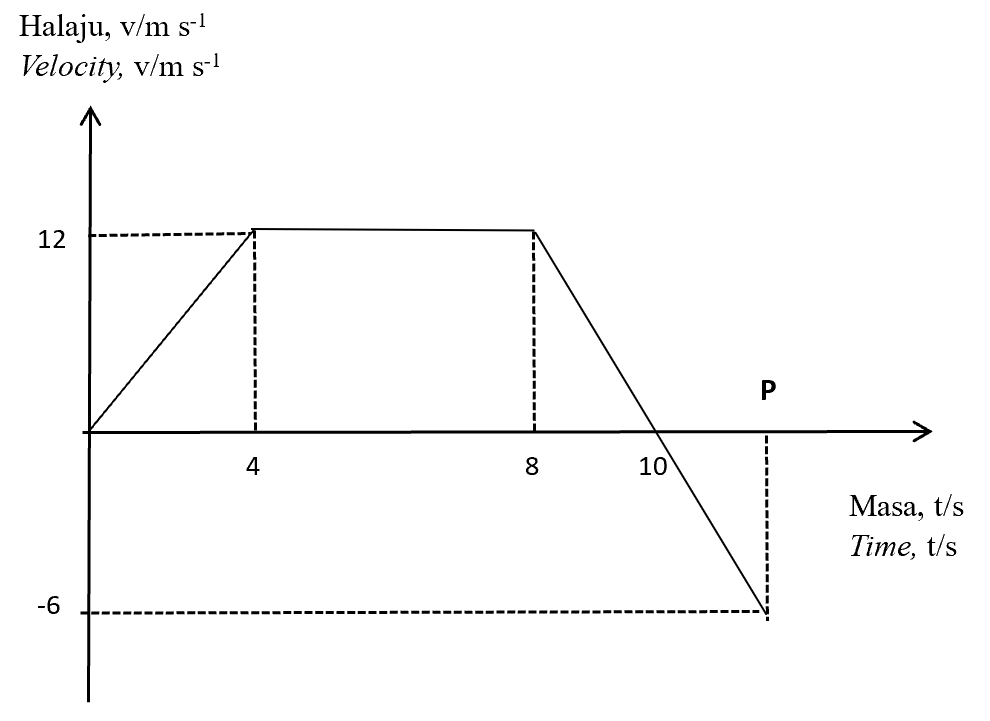 Halaju, v/m s⁻¹
Velocity, v/m s⁻¹
12
P
4 8 10
Masa, t/s
Time, t/s
-6